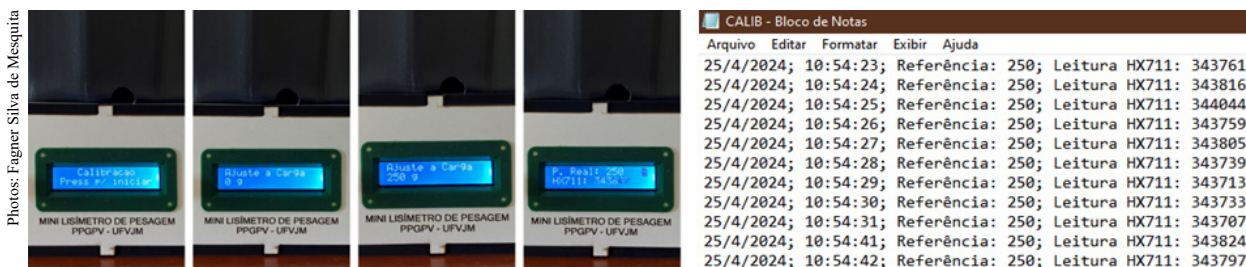 Photos: Fagner Silva de Mesquita
Calibracao
Press p/ iniciar
MINI LISÍMETRO DE PESAGEM
PPGPV - UFVJM
Ajuste a Carga
0 g
MINI LISÍMETRO DE PESAGEM
PPGPV - UFVJM
Ajuste a Carga
250 g
MINI LISÍMETRO DE PESAGEM
PPGPV - UFVJM
P. Real: 250
HX711:
MINI LISÍMETRO DE PESAGEM
PPGPV - UFVJM
CALIB - Bloco de Notas
Arquivo Editar Formatar Exibir Ajuda
25/4/2024; 10:54:23; Referência: 250; Leitura HX711: 343761
25/4/2024; 10:54:24; Referência: 250; Leitura HX711: 343816
25/4/2024; 10:54:25; Referência: 250; Leitura HX711: 344044
25/4/2024; 10:54:26; Referência: 250; Leitura HX711: 343759
25/4/2024; 10:54:27; Referência: 250; Leitura HX711: 343805
25/4/2024; 10:54:28; Referência: 250; Leitura HX711: 343739
25/4/2024; 10:54:29; Referência: 250; Leitura HX711: 343713
25/4/2024; 10:54:30; Referência: 250; Leitura HX711: 343733
25/4/2024; 10:54:31; Referência: 250; Leitura HX711: 343707
25/4/2024; 10:54:41; Referência: 250; Leitura HX711: 343824
25/4/2024; 10:54:42; Referência: 250; Leitura HX711: 343797